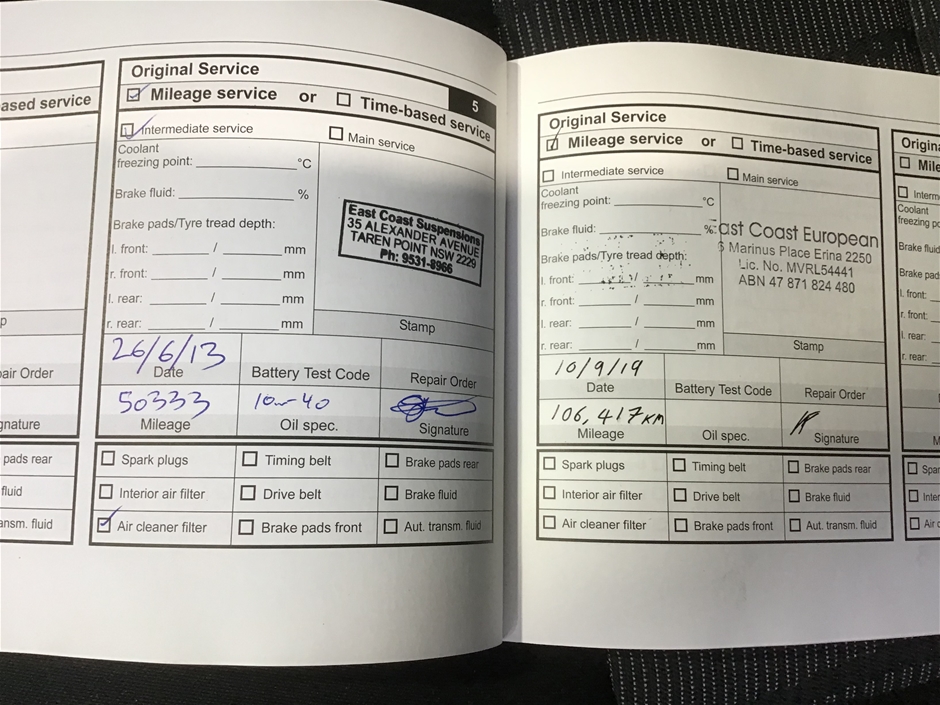 ased service
p
air Order
gnature
pads rear
fluid
ansm. fluid
Original Service
Mileage service or Time-based service
5
Intermediate service
Main service
Coolant
freezing point: °C
Brake fluid: %
Brake pads/Tyre tread depth:
l. front: / mm
r. front: / mm
l. rear: / mm
r. rear: / mm
East Coast Suspensions
35 ALEXANDER AVENUE
TAREN POINT NSW 2229
Ph: 9531-8966
Stamp
26/6/13
Date
Battery Test Code
Repair Order
50333
10w-40
Mileage
Oil spec.
Signature
Spark plugs
Timing belt
Brake pads rear
Interior air filter
Drive belt
Brake fluid
Air cleaner filter
Brake pads front
Aut. transm. fluid
Original Service
Mileage service or Time-based service
Intermediate service
Main service
Coolant
freezing point: °C
Brake fluid: %
Brake pads/Tyre tread depth:
l. front: / mm
r. front: / mm
l. rear: / mm
r. rear: / mm
ast Coast European
Marinus Place Erina 2250
Lic. No. MVRL54441
ABN 47 871 824 480
Stamp
10/9/19
Date
Battery Test Code
Repair Order
106,417KM
Mileage
Oil spec.
Signature
Spark plugs
Timing belt
Brake pads rear
Interior air filter
Drive belt
Brake fluid
Air cleaner filter
Brake pads front
Aut. transm. fluid
Origina
Mile
Interm
Coolant
freezing po
Brake fluid
Brake pads
l. front:
r. front:
l. rear:
r. rear:
M
Spar
Inter
Air c